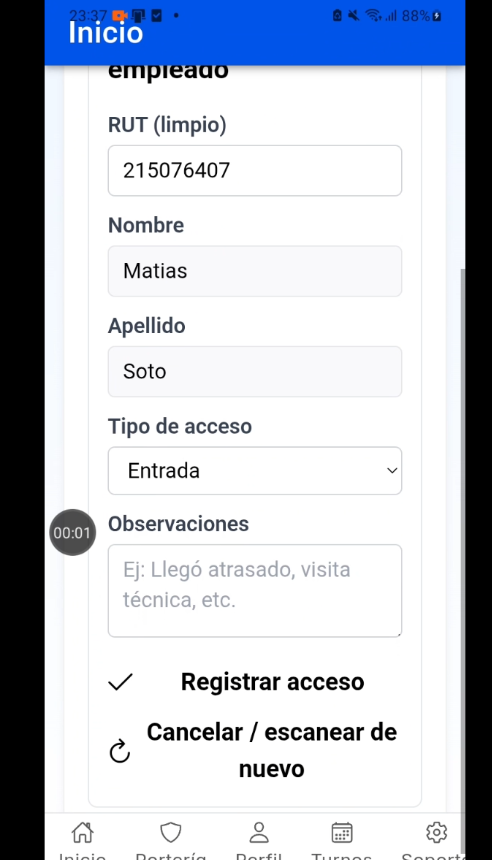 23:37 88%
Inicio
empleado
RUT (limpio)
215076407
Nombre
Matias
Apellido
Soto
Tipo de acceso
Entrada
00:01
Observaciones
Ej: Llegó atrasado, visita
técnica, etc.
Registrar acceso
Cancelar / escanear de
nuevo
Inicio Portería Perfil Turnos Soporte